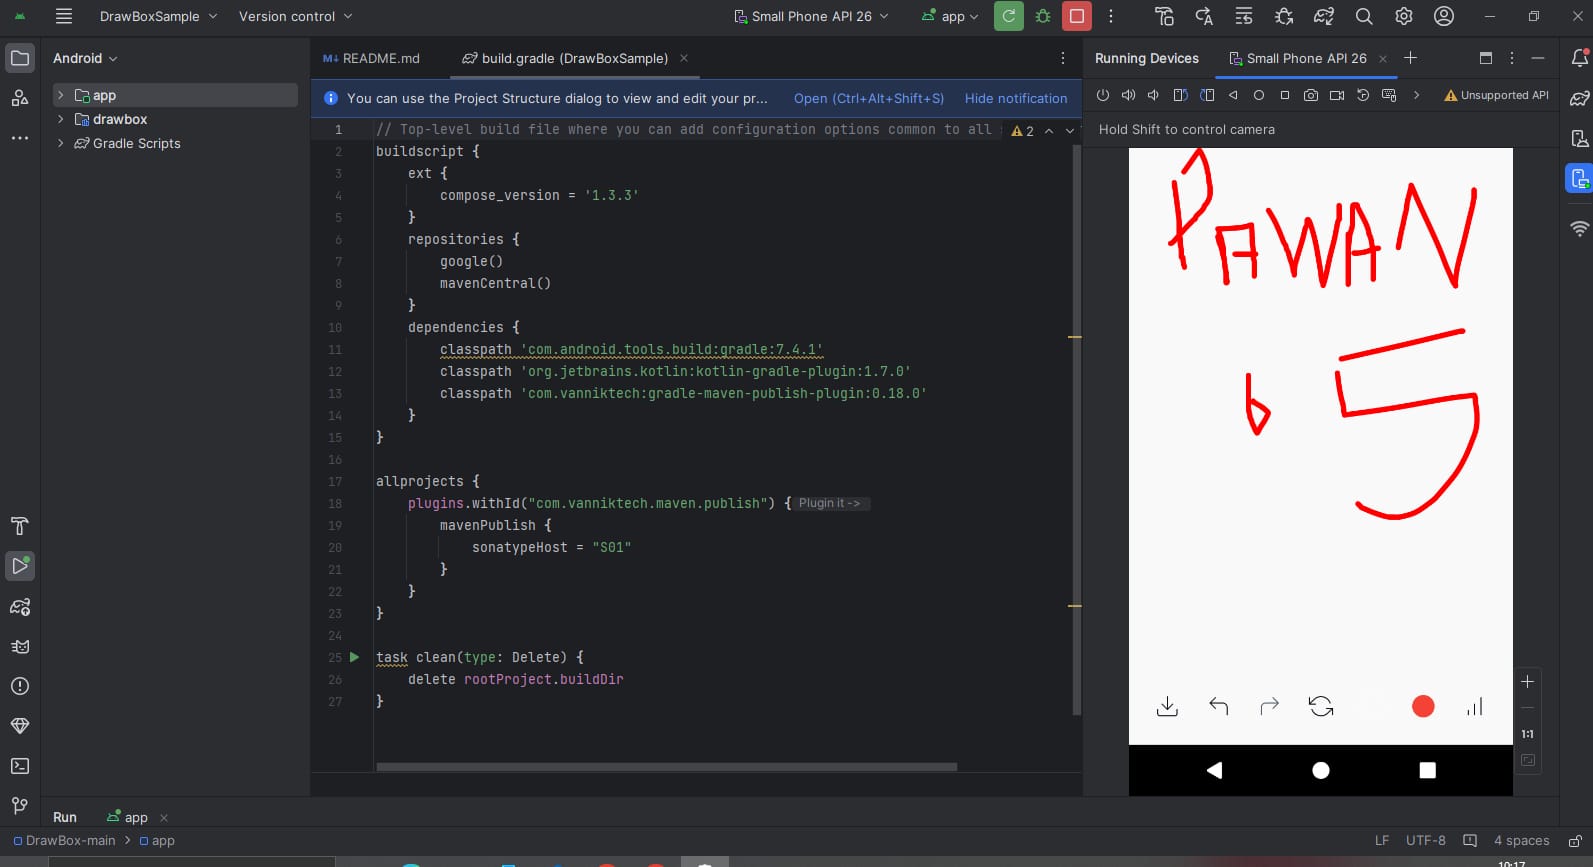 DrawBoxSample Version control Small Phone API 26 app
Android README.md build.gradle (DrawBoxSample) Running Devices Small Phone API 26
You can use the Project Structure dialog to view and edit your pr... Open (Ctrl+Alt+Shift+S) Hide notification Unsupported API
Hold Shift to control camera
app
drawbox
Gradle Scripts
1 // Top-level build file where you can add configuration options common to all 2
2 buildscript {
3 ext {
4 compose_version = '1.3.3'
5 }
6 repositories {
7 google()
8 mavenCentral()
9 }
10 dependencies {
11 classpath 'com.android.tools.build:gradle:7.4.1'
12 classpath 'org.jetbrains.kotlin:kotlin-gradle-plugin:1.7.0'
13 classpath 'com.vanniktech:gradle-maven-publish-plugin:0.18.0'
14 }
15 }
16
17 allprojects {
18 plugins.withId("com.vanniktech.maven.publish") { Plugin it ->
19 mavenPublish {
20 sonatypeHost = "S01"
21 }
22 }
23 }
24
25 task clean(type: Delete) {
26 delete rootProject.buildDir
27 }
PAWAN
b 5
1:1
Run app
DrawBox-main > app LF UTF-8 4 spaces